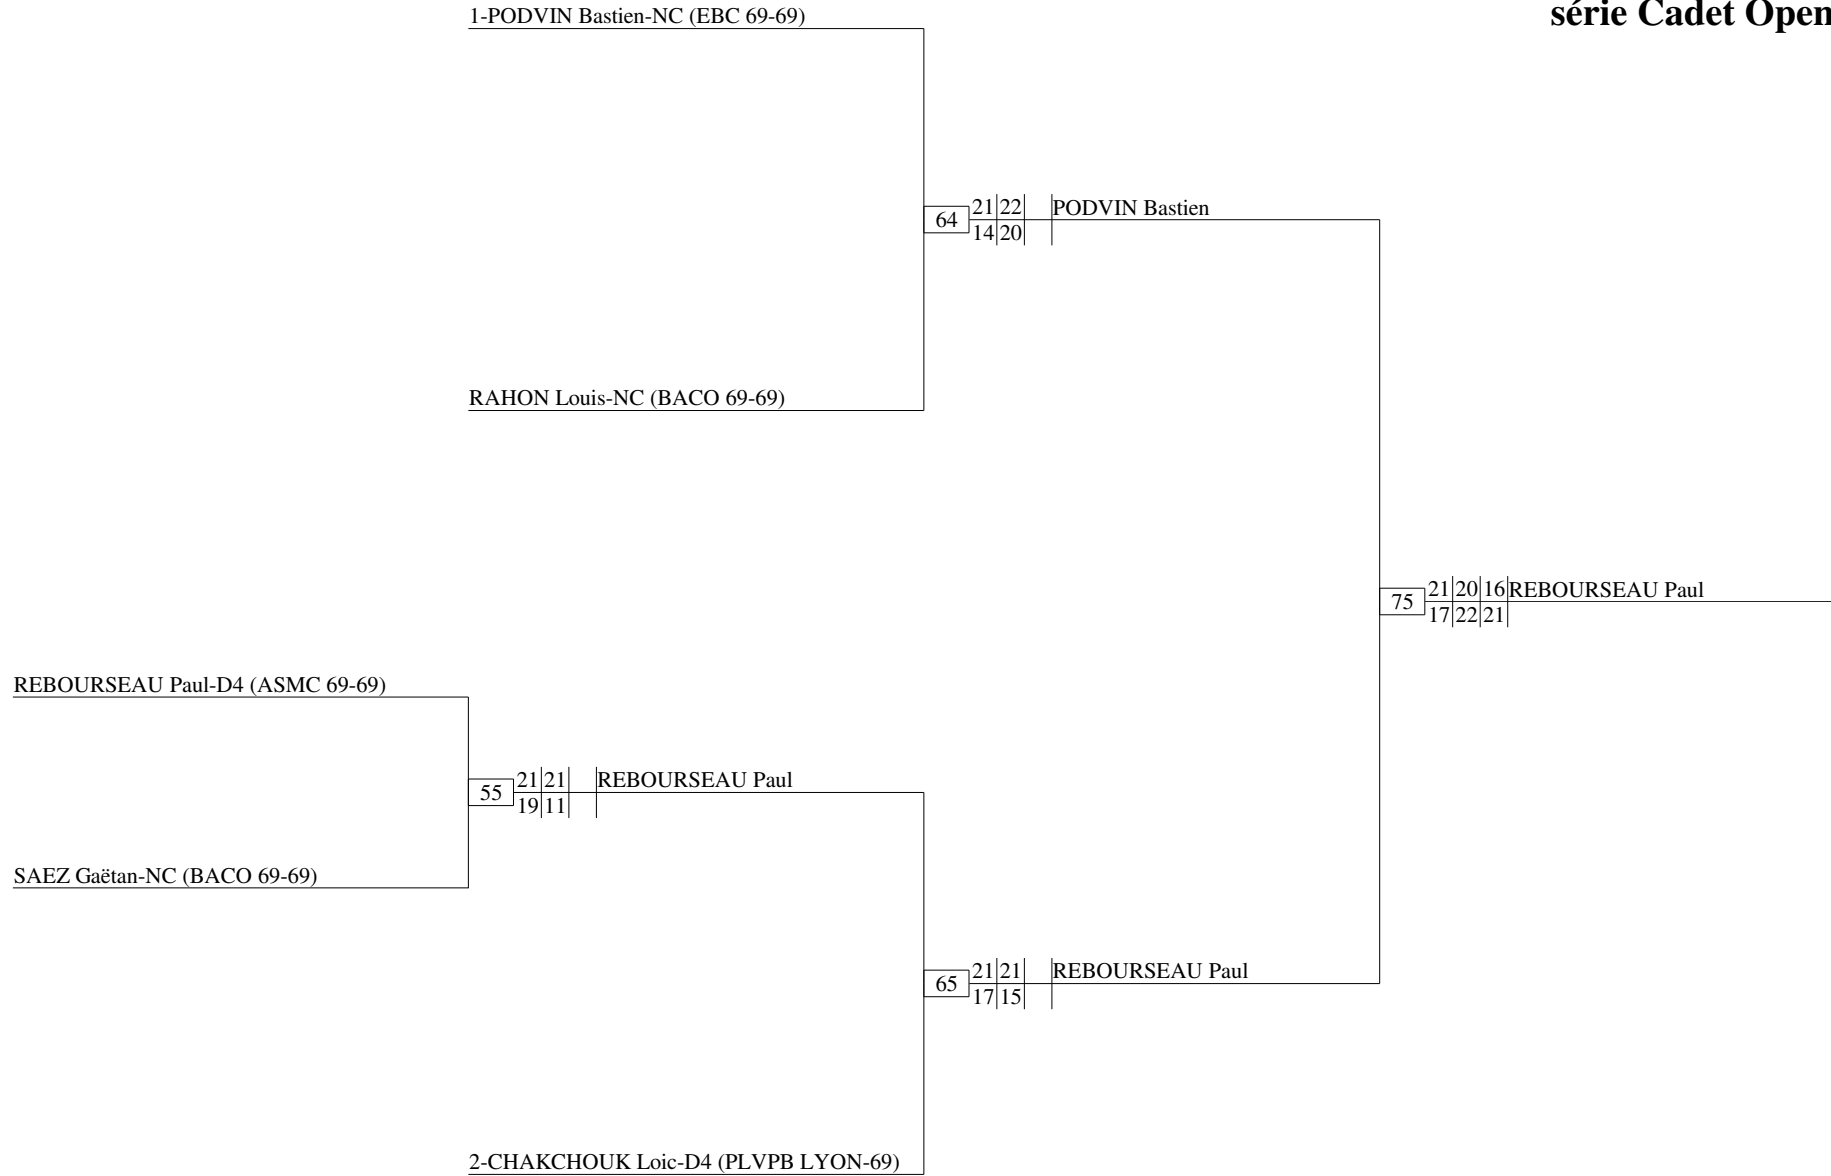 série Cadet Open
1-PODVIN Bastien-NC (EBC 69-69)
64
21 22
14 20
PODVIN Bastien
RAHON Louis-NC (BACO 69-69)
75
21 20 16
17 22 21
REBOURSEAU Paul
REBOURSEAU Paul-D4 (ASMC 69-69)
55
21 21
19 11
REBOURSEAU Paul
SAEZ Gaëtan-NC (BACO 69-69)
65
21 21
17 15
REBOURSEAU Paul
2-CHAKCHOUK Loic-D4 (PLVPB LYON-69)